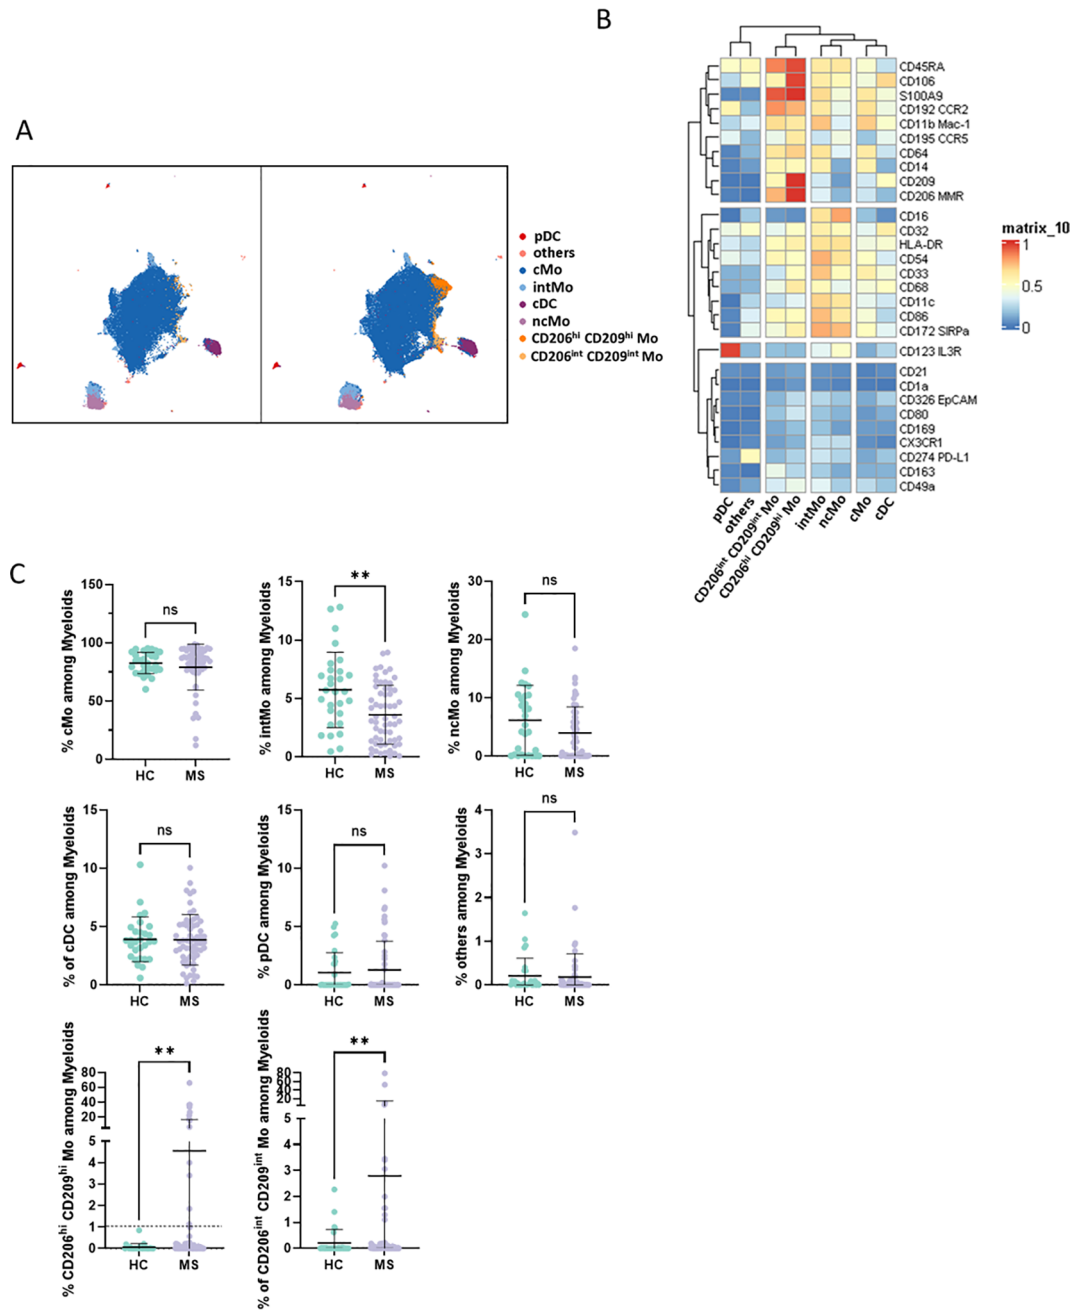 A
pDC
others
cMo
intMo
cDC
ncMo
CD206hi CD209hi Mo
CD206int CD209int Mo
B
CD45RA
CD106
S100A9
CD192 CCR2
CD11b Mac-1
CD195 CCR5
CD64
CD14
CD209
CD206 MMR
CD16
CD32
HLA-DR
CD54
CD33
CD68
CD11c
CD86
CD172 SIRPa
CD123 IL3R
CD21
CD1a
CD326 EpCAM
CD80
CD169
CX3CR1
CD274 PD-L1
CD163
CD49a
pDC
others
CD206int CD209int Mo
CD206hi CD209hi Mo
intMo
ncMo
cMo
cDC
matrix_10
1
0.5
0
C
% cMo among Myeloids
150
100
50
0
ns
HC MS
% intMo among Myeloids
15
10
5
0
**
HC MS
% ncMo among Myeloids
30
20
10
0
ns
HC MS
% of cDC among Myeloids
15
10
5
0
ns
HC MS
% pDC among Myeloids
15
10
5
0
ns
HC MS
% others among Myeloids
4
3
2
1
0
ns
HC MS
% CD206hi CD209hi Mo among Myeloids
80
60
40
20
5
4
3
2
1
0
**
HC MS
% of CD206int CD209int Mo among Myeloids
80
60
40
20
5
4
3
2
1
0
**
HC MS